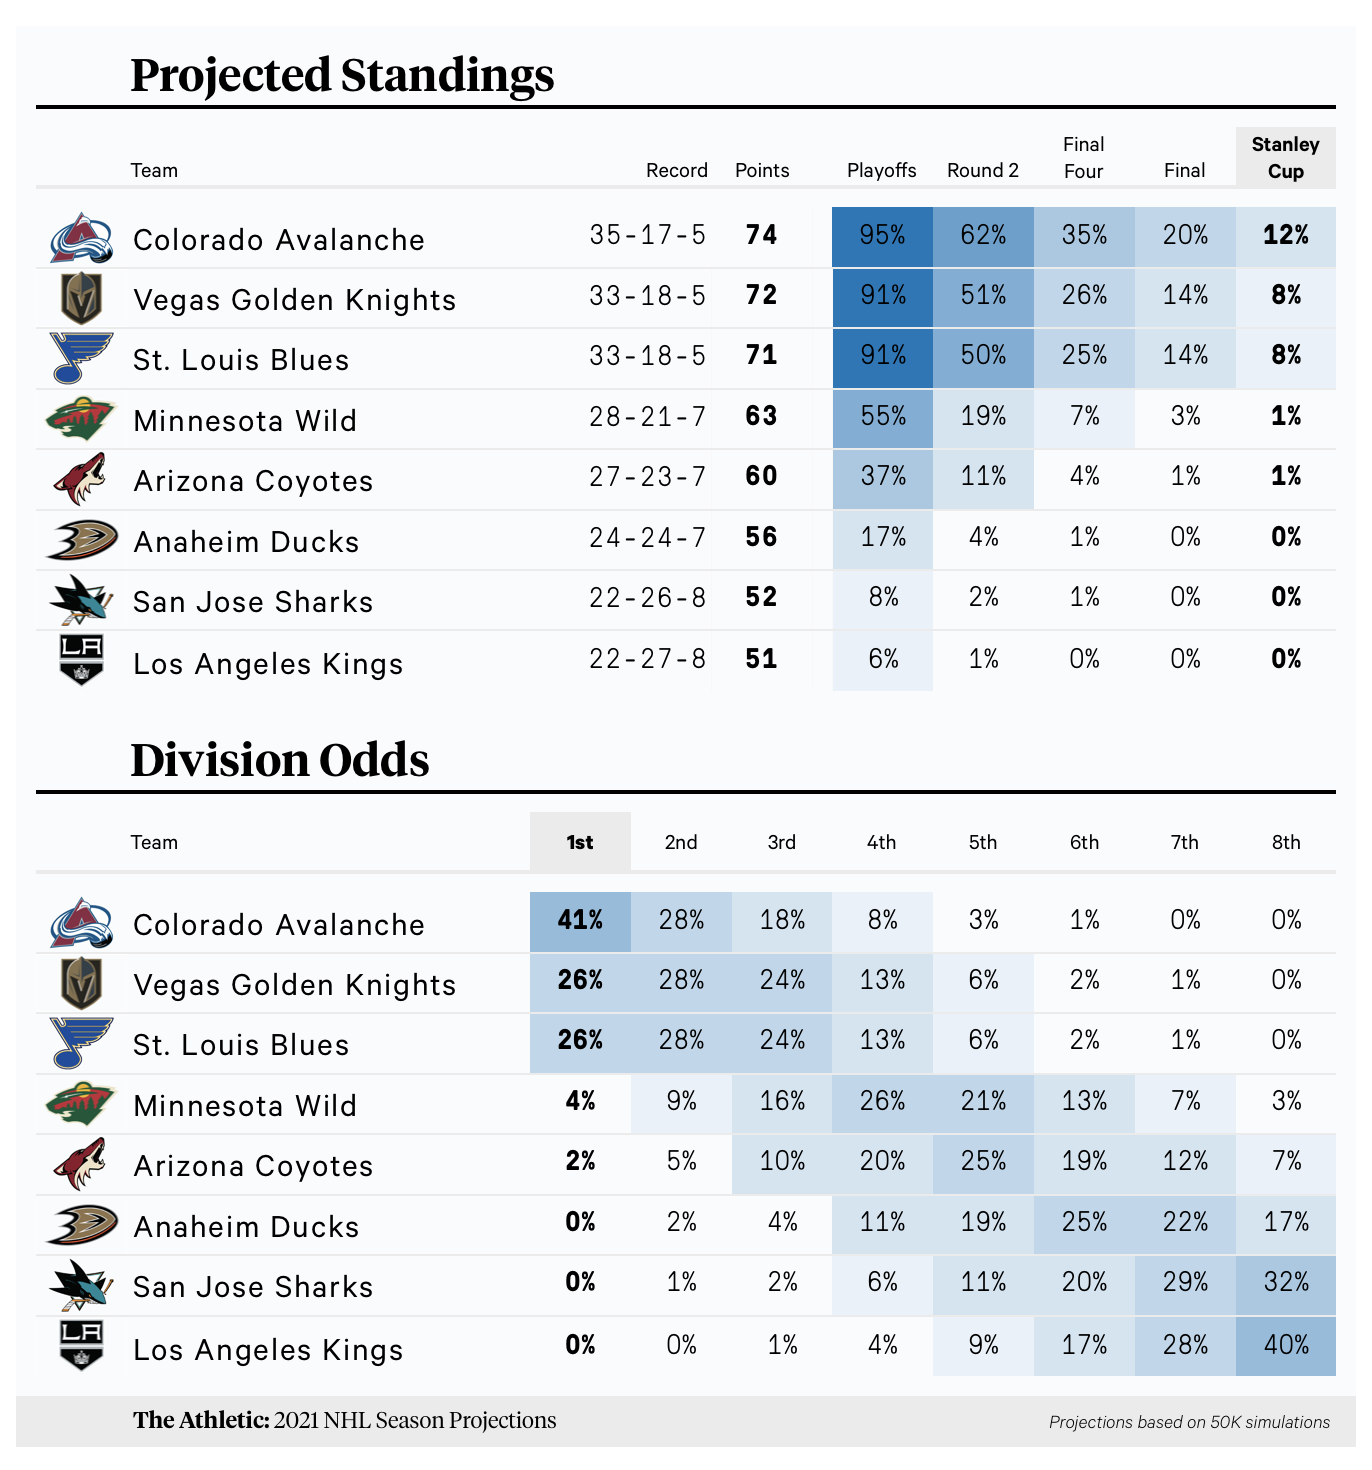 Projected Standings
Team Record Points Playoffs Round 2 Final Four Final Stanley Cup
Colorado Avalanche 35-17-5 74 95% 62% 35% 20% 12%
Vegas Golden Knights 33-18-5 72 91% 51% 26% 14% 8%
St. Louis Blues 33-18-5 71 91% 50% 25% 14% 8%
Minnesota Wild 28-21-7 63 55% 19% 7% 3% 1%
Arizona Coyotes 27-23-7 60 37% 11% 4% 1% 1%
Anaheim Ducks 24-24-7 56 17% 4% 1% 0% 0%
San Jose Sharks 22-26-8 52 8% 2% 1% 0% 0%
LA
Los Angeles Kings 22-27-8 51 6% 1% 0% 0% 0%
Division Odds
Team 1st 2nd 3rd 4th 5th 6th 7th 8th
Colorado Avalanche 41% 28% 18% 8% 3% 1% 0% 0%
Vegas Golden Knights 26% 28% 24% 13% 6% 2% 1% 0%
St. Louis Blues 26% 28% 24% 13% 6% 2% 1% 0%
Minnesota Wild 4% 9% 16% 26% 21% 13% 7% 3%
Arizona Coyotes 2% 5% 10% 20% 25% 19% 12% 7%
Anaheim Ducks 0% 2% 4% 11% 19% 25% 22% 17%
San Jose Sharks 0% 1% 2% 6% 11% 20% 29% 32%
LA
Los Angeles Kings 0% 0% 1% 4% 9% 17% 28% 40%
The Athletic: 2021 NHL Season Projections
Projections based on 50K simulations